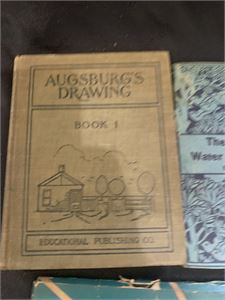 AUGSBURG'S
DRAWING
BOOK 1
EDUCATIONAL PUBLISHING CO.
The
Water